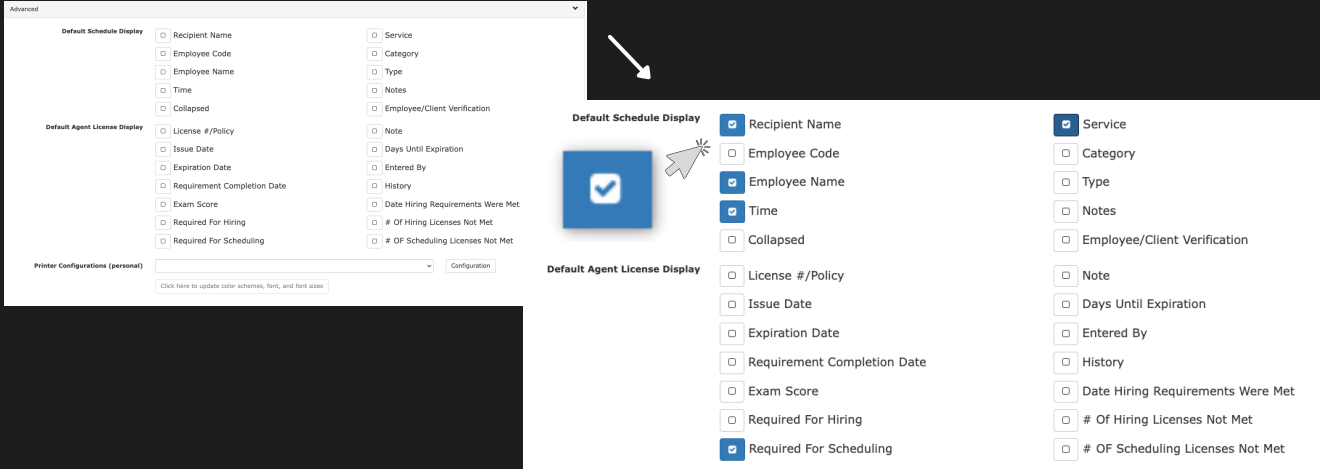 Advanced
Default Schedule Display
Recipient Name
Service
Employee Code
Category
Employee Name
Type
Time
Notes
Collapsed
Employee/Client Verification
Default Agent License Display
License #/Policy
Note
Issue Date
Days Until Expiration
Expiration Date
Entered By
Requirement Completion Date
History
Exam Score
Date Hiring Requirements Were Met
Required For Hiring
# Of Hiring Licenses Not Met
Required For Scheduling
# OF Scheduling Licenses Not Met
Printer Configurations (personal)
Configuration
Click here to update color schemes, font, and font sizes
Default Schedule Display
Recipient Name
Service
Employee Code
Category
Employee Name
Type
Time
Notes
Collapsed
Employee/Client Verification
Default Agent License Display
License #/Policy
Note
Issue Date
Days Until Expiration
Expiration Date
Entered By
Requirement Completion Date
History
Exam Score
Date Hiring Requirements Were Met
Required For Hiring
# Of Hiring Licenses Not Met
Required For Scheduling
# OF Scheduling Licenses Not Met